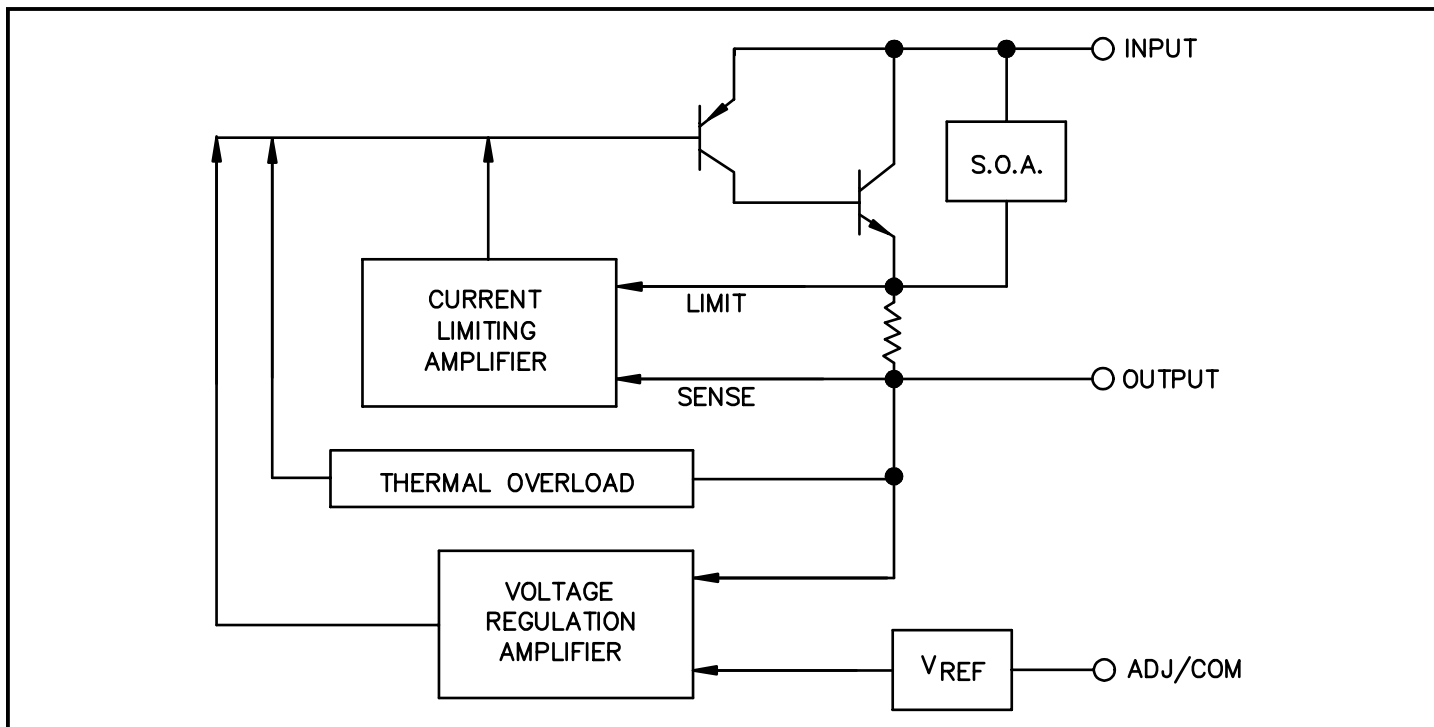 INPUT
S.O.A.
CURRENT
LIMITING
AMPLIFIER
LIMIT
SENSE
OUTPUT
THERMAL OVERLOAD
VOLTAGE
REGULATION
AMPLIFIER
VREF
ADJ/COM